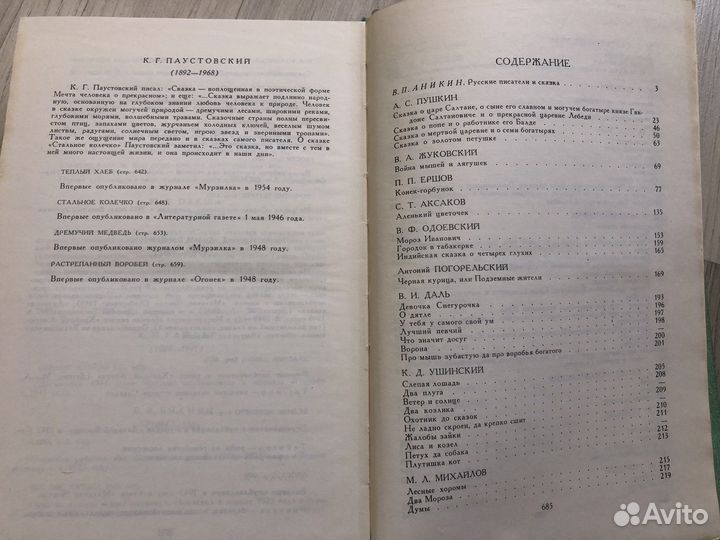 К. Г. ПАУСТОВСКИЙ
(1892—1968)
К. Г. Паустовский писал: «Сказка — воплощенная в поэтической форме
Мечта человека о прекрасном»; и еще: «...Сказка выражает подлинно народ-
ную, основанную на глубоком знании любовь человека к природе. Человек
в сказке окружен могучей природой — дремучими лесами, широкими реками,
глубокими морями, волшебными травами. Сказочные страны полны пересви-
стом птиц, запахами цветов, журчаньем холодных ключей, веселым шумом
листвы, радугами, солнечным светом, игрою звезд и звериными тропами».
Такое же ощущение мира передано и в сказках самого писателя. О сказке
«Стальное колечко» Паустовский заметил: «...Это сказка, но вместе с тем в
ней много настоящей жизни, и она происходит в наши дни».
ТЕПЛЫЙ ХЛЕБ (стр. 642).
Впервые опубликовано в журнале «Мурзилка» в 1954 году.
СТАЛЬНОЕ КОЛЕЧКО (стр. 648).
Впервые опубликовано в «Литературной газете» 1 мая 1946 года.
ДРЕМУЧИЙ МЕДВЕДЬ (стр. 653).
Впервые опубликовано журналом «Мурзилка» в 1948 году.
РАСТРЕПАННЫЙ ВОРОБЕЙ (стр. 659).
Впервые опубликовано в журнале «Огонек» в 1948 году.
СОДЕРЖАНИЕ
В. П. АНИКИН. Русские писатели и сказка . . . 3
А. С. ПУШКИН
Сказка о царе Салтане, о сыне его славном и могучем богатыре князе Гви-
доне Салтановиче и о прекрасной царевне Лебеди . . . 23
Сказка о попе и о работнике его Балде . . . 46
Сказка о мертвой царевне и о семи богатырях . . . 50
Сказка о золотом петушке . . . 63
В. А. ЖУКОВСКИЙ
Война мышей и лягушек . . . 69
П. П. ЕРШОВ
Конек-горбунок . . . 77
С. Т. АКСАКОВ
Аленький цветочек . . . 135
В. Ф. ОДОЕВСКИЙ
Мороз Иванович . . . 153
Городок в табакерке . . . 159
Индийская сказка о четырех глухих . . . 165
Антоний ПОГОРЕЛЬСКИЙ
Черная курица, или Подземные жители . . . 169
В. И. ДАЛЬ
Девочка Снегурочка . . . 193
О дятле . . . 196
У тебя у самого свой ум . . . 197
Лучший певчий . . . 198
Что значит досуг . . . —
Ворона . . . 200
Про мышь зубастую да про воробья богатого . . . 201
К. Д. УШИНСКИЙ
Слепая лошадь . . . 205
Два плуга . . . 208
Ветер и солнце . . . —
Два козлика . . . 209
Охотник до сказок . . . 210
Не ладно скроен, да крепко сшит . . . 211
Жалобы зайки . . . —
Лиса и козел . . . 212
Петух да собака . . . 213
Плутишка кот . . . —
М. Л. МИХАЙЛОВ
Лесные хоромы . . . 215
Два Мороза . . . 217
Думы . . . 219
685
Avito